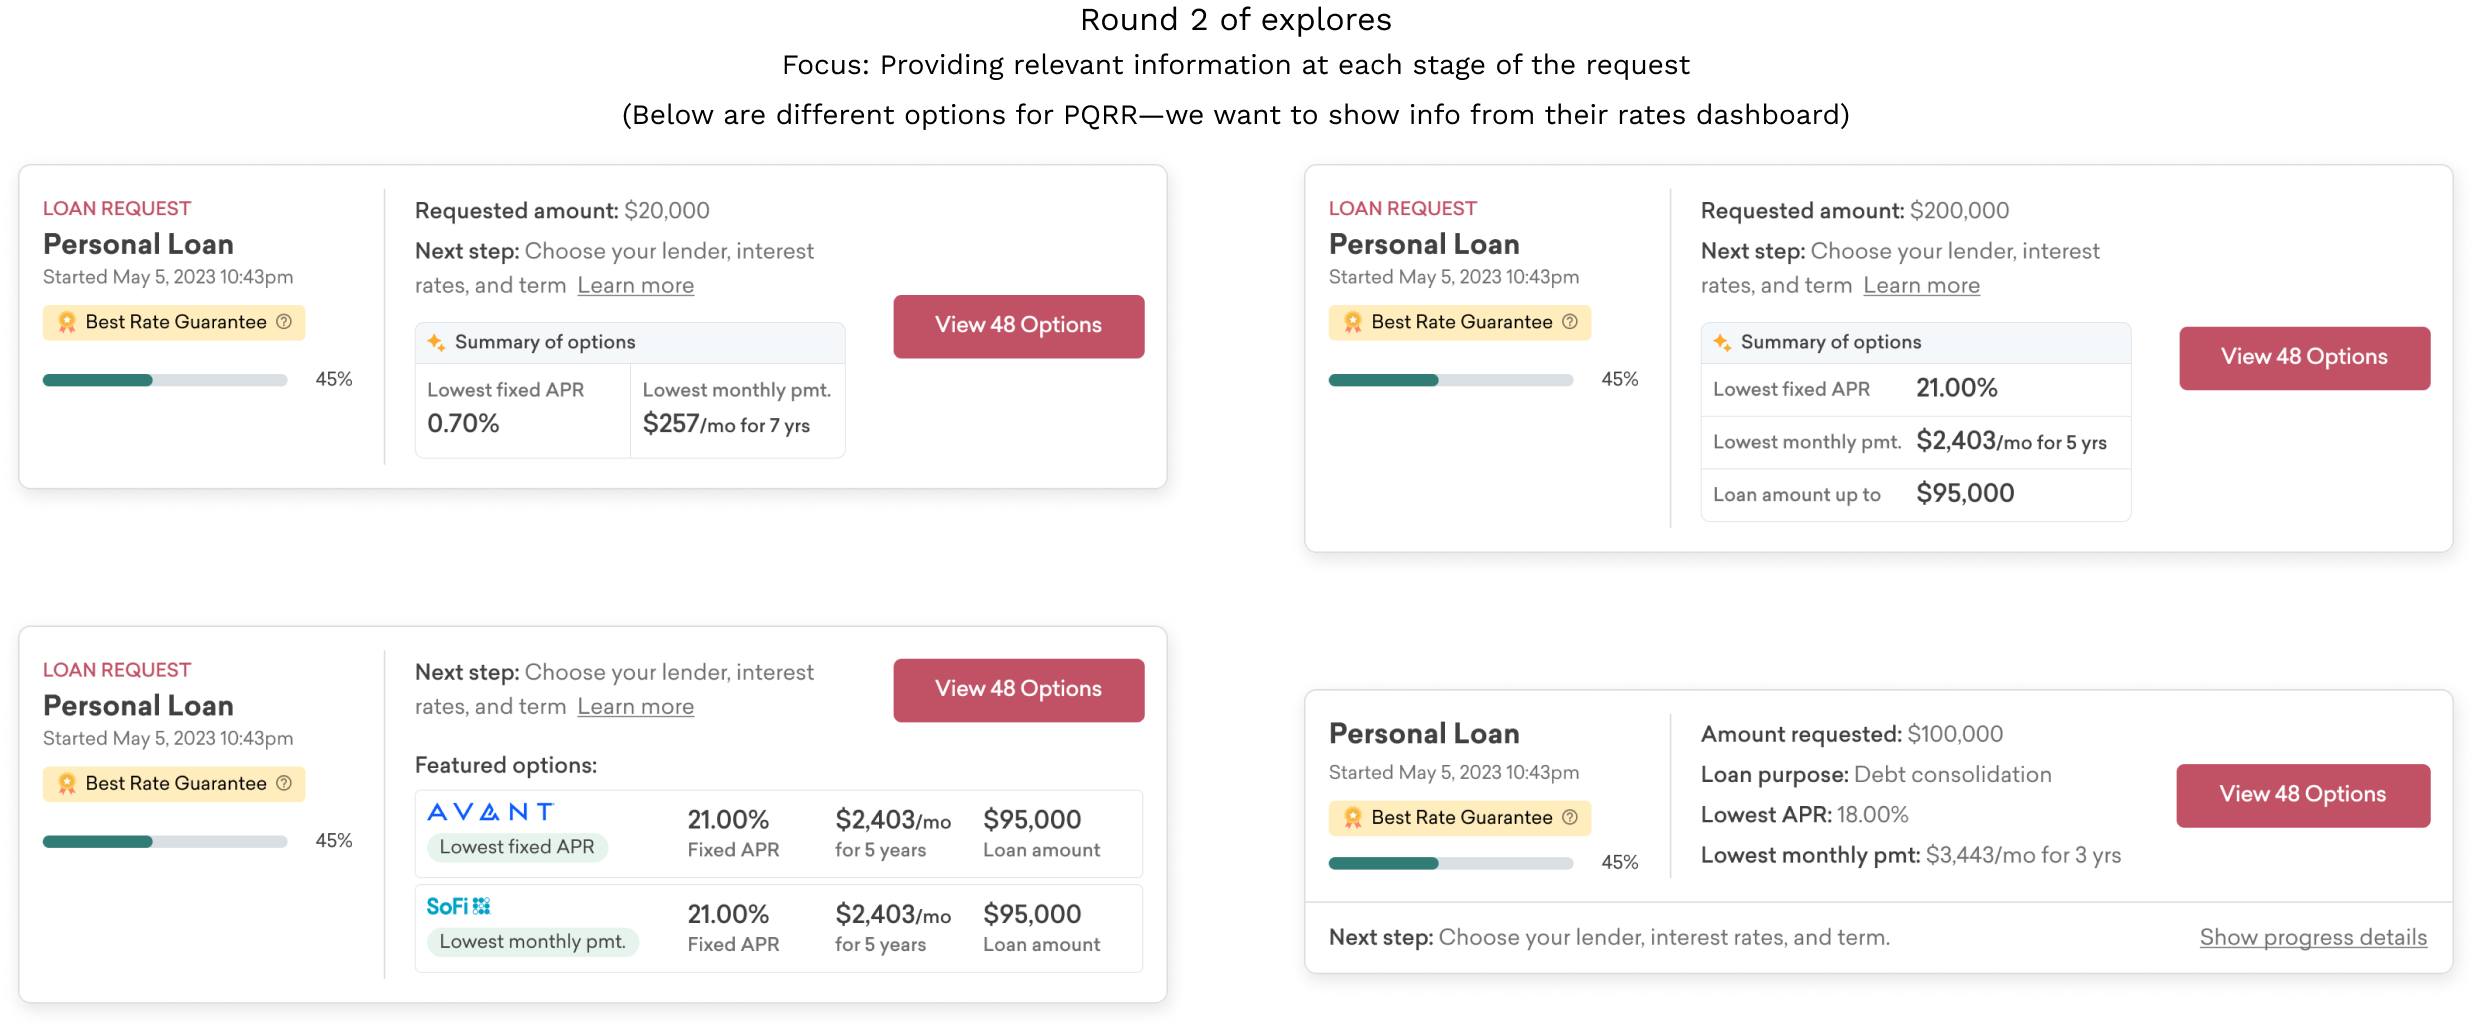 Round 2 of explores
Focus: Providing relevant information at each stage of the request
(Below are different options for PQRR—we want to show info from their rates dashboard)
LOAN REQUEST
Personal Loan
Started May 5, 2023 10:43pm
Best Rate Guarantee ?
45%
Requested amount: $20,000
Next step: Choose your lender, interest
rates, and term Learn more
Summary of options
Lowest fixed APR
0.70%
Lowest monthly pmt.
$257/mo for 7 yrs
View 48 Options
LOAN REQUEST
Personal Loan
Started May 5, 2023 10:43pm
Best Rate Guarantee ?
45%
Requested amount: $200,000
Next step: Choose your lender, interest
rates, and term Learn more
Summary of options
Lowest fixed APR 21.00%
Lowest monthly pmt. $2,403/mo for 5 yrs
Loan amount up to $95,000
View 48 Options
LOAN REQUEST
Personal Loan
Started May 5, 2023 10:43pm
Best Rate Guarantee ?
45%
Next step: Choose your lender, interest
rates, and term Learn more
View 48 Options
Featured options:
AVANT
Lowest fixed APR
21.00%
Fixed APR
$2,403/mo
for 5 years
$95,000
Loan amount
SoFi
Lowest monthly pmt.
21.00%
Fixed APR
$2,403/mo
for 5 years
$95,000
Loan amount
Personal Loan
Started May 5, 2023 10:43pm
Best Rate Guarantee ?
45%
Amount requested: $100,000
Loan purpose: Debt consolidation
Lowest APR: 18.00%
Lowest monthly pmt: $3,443/mo for 3 yrs
View 48 Options
Next step: Choose your lender, interest rates, and term.
Show progress details